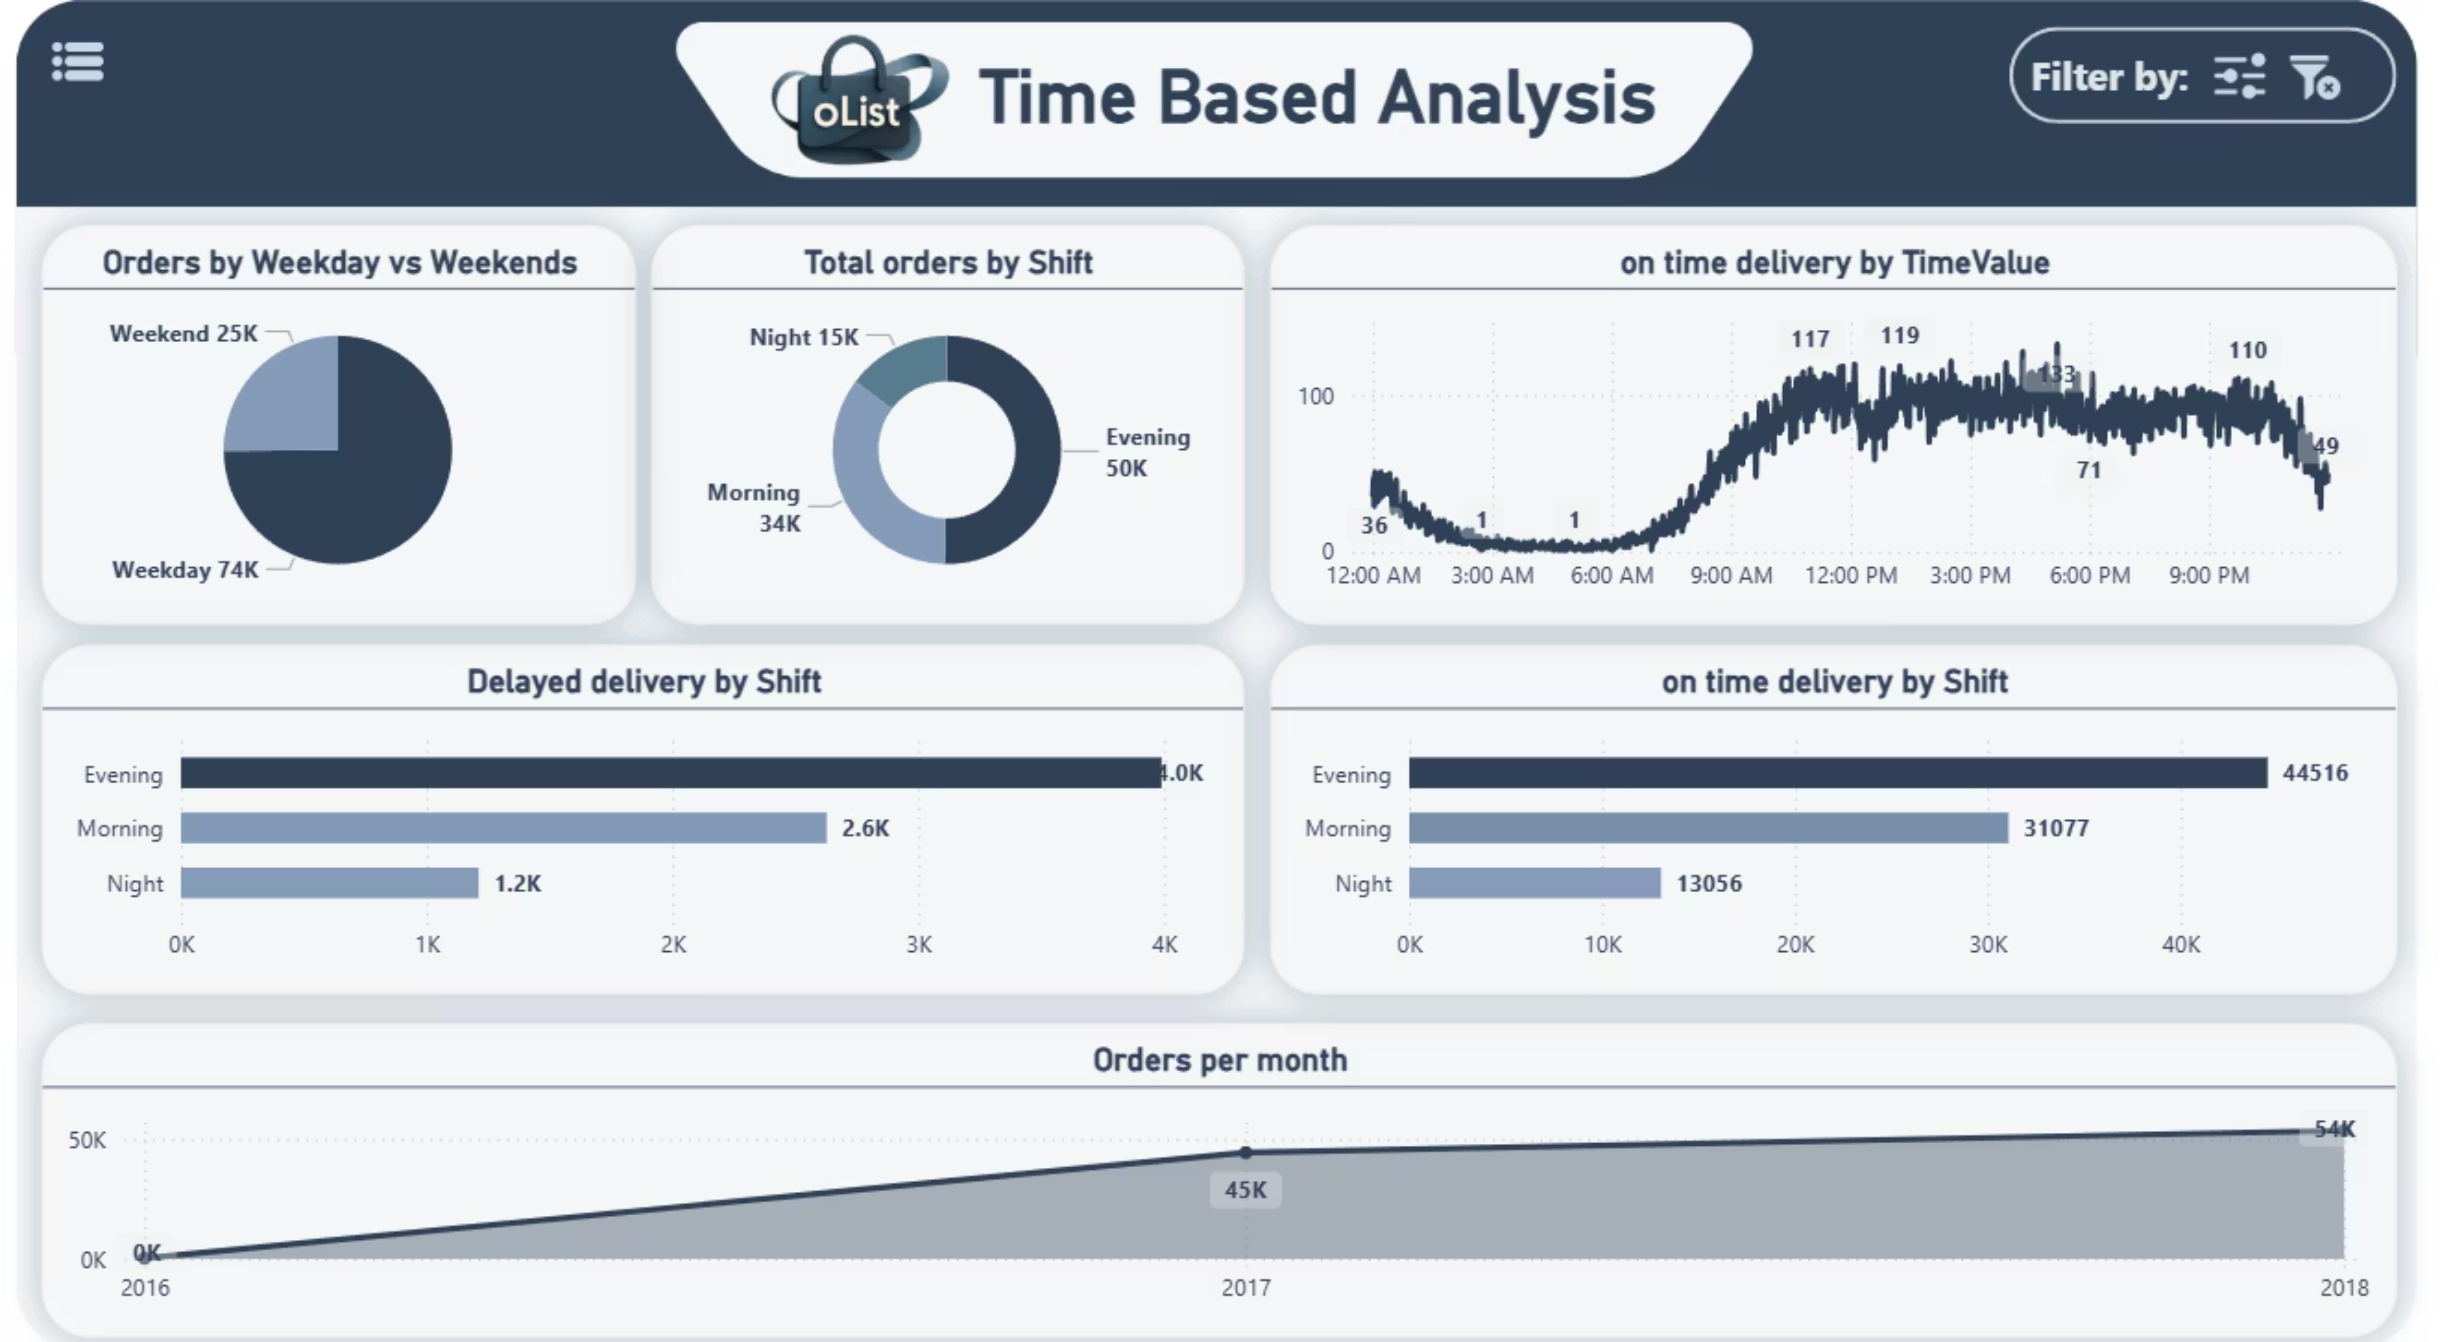 oList
Time Based Analysis
Filter by:
Orders by Weekday vs Weekends
Weekend 25K
Weekday 74K
Total orders by Shift
Night 15K
Evening
50K
Morning
34K
on time delivery by TimeValue
117
119
110
133
100
49
71
36
1
1
0
12:00 AM 3:00 AM 6:00 AM 9:00 AM 12:00 PM 3:00 PM 6:00 PM 9:00 PM
Delayed delivery by Shift
Evening 4.0K
Morning 2.6K
Night 1.2K
0K 1K 2K 3K 4K
on time delivery by Shift
Evening 44516
Morning 31077
Night 13056
0K 10K 20K 30K 40K
Orders per month
50K
54K
45K
0K
0K
2016 2017 2018